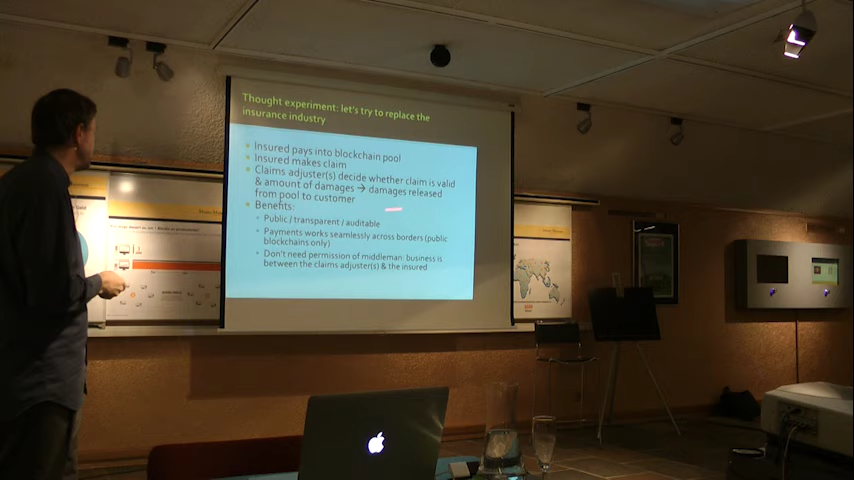 Thought experiment: let's try to replace the
insurance industry
Insured pays into blockchain pool
Insured makes claim
Claims adjuster(s) decide whether claim is valid
& amount of damages → damages released
from pool to customer
Benefits:
Public / transparent / auditable
Payments works seamlessly across borders (public
blockchains only)
Don't need permission of middleman: business is
between the claims adjuster(s) & the insured